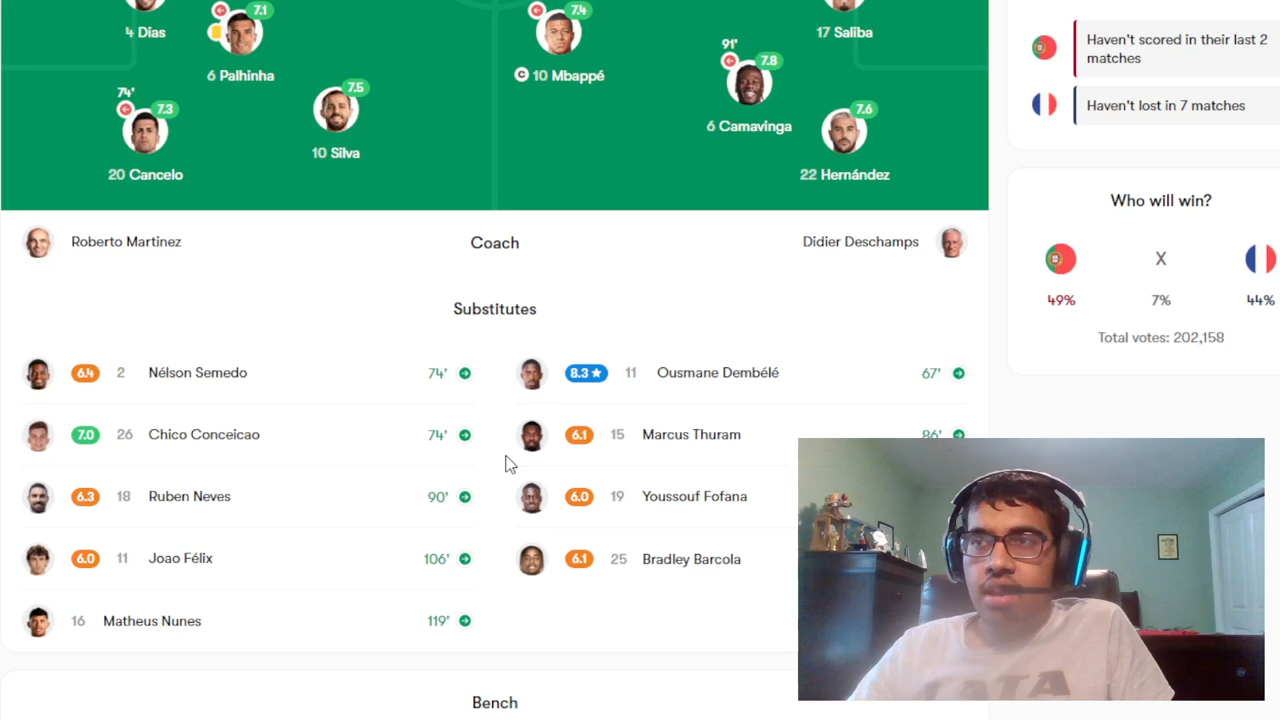 7.1
7.4
4 Dias
17 Saliba
6 Palhinha
C 10 Mbappé
91'
7.8
74'
7.3
7.5
7.6
6 Camavinga
10 Silva
20 Cancelo
22 Hernández
Roberto Martinez
Coach
Didier Deschamps
Substitutes
6.4 2 Nélson Semedo 74'
8.3 ★ 11 Ousmane Dembélé 67'
7.0 26 Chico Conceicao 74'
6.1 15 Marcus Thuram 86'
6.3 18 Ruben Neves 90'
6.0 19 Youssouf Fofana
6.0 11 Joao Félix 106'
6.1 25 Bradley Barcola
16 Matheus Nunes 119'
Bench
Haven't scored in their last 2
matches
Haven't lost in 7 matches
Who will win?
X
49% 7% 44%
Total votes: 202,158